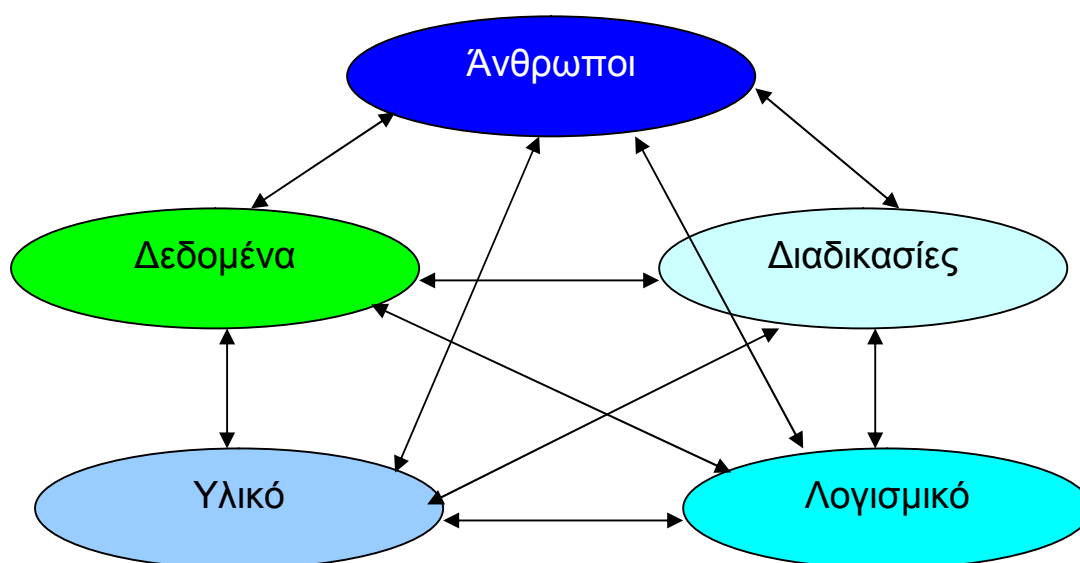 Άνθρωποι
Δεδομένα
Διαδικασίες
Υλικό
Λογισμικό